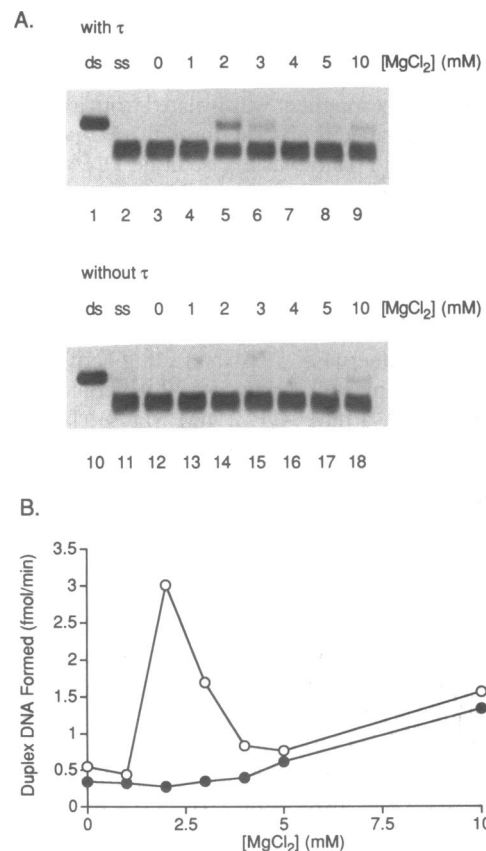 A.
with τ
ds ss 0 1 2 3 4 5 10 [MgCl2] (mM)
1 2 3 4 5 6 7 8 9
without τ
ds ss 0 1 2 3 4 5 10 [MgCl2] (mM)
10 11 12 13 14 15 16 17 18
B.
Duplex DNA Formed (fmol/min)
3.5
3
2.5
2
1.5
1
0.5
0
0 2.5 5 7.5 10
[MgCl2] (mM)